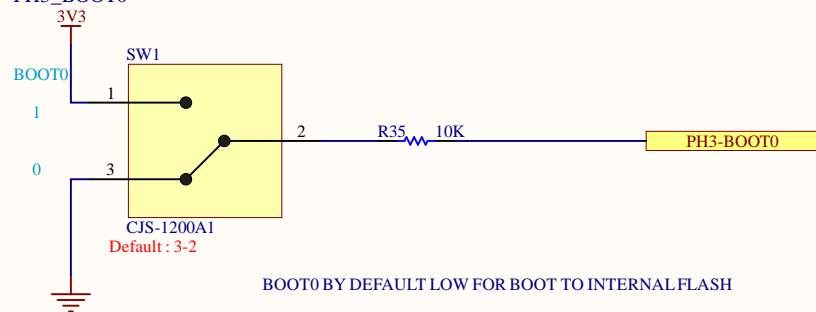 PH3_BOOT0
3V3
SW1
BOOT0
1
1
2
R35
10K
PH3-BOOT0
0
3
CJS-1200A1
Default : 3-2
BOOT0 BY DEFAULT LOW FOR BOOT TO INTERNAL FLASH